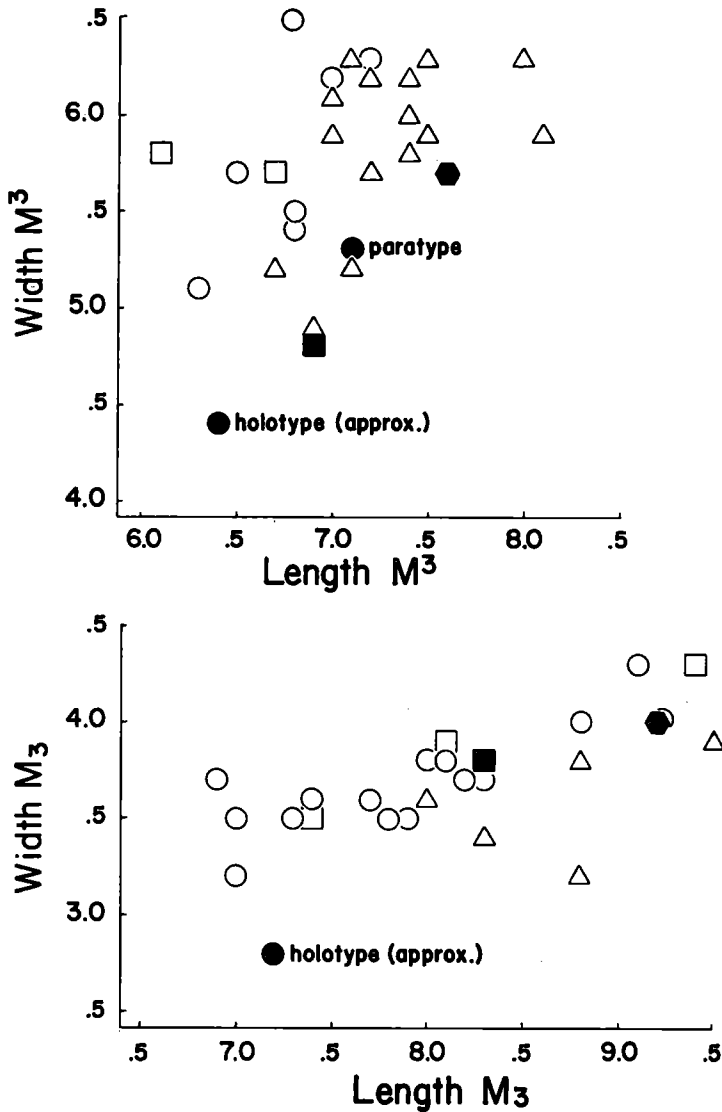 .5
6.0
.5
5.0
.5
4.0
Width M³
paratype
holotype (approx.)
6.0 .5 7.0 .5 8.0 .5
Length M³
.5
4.0
.5
3.0
.5
Width M₃
holotype (approx.)
.5 7.0 .5 8.0 .5 9.0 .5
Length M₃